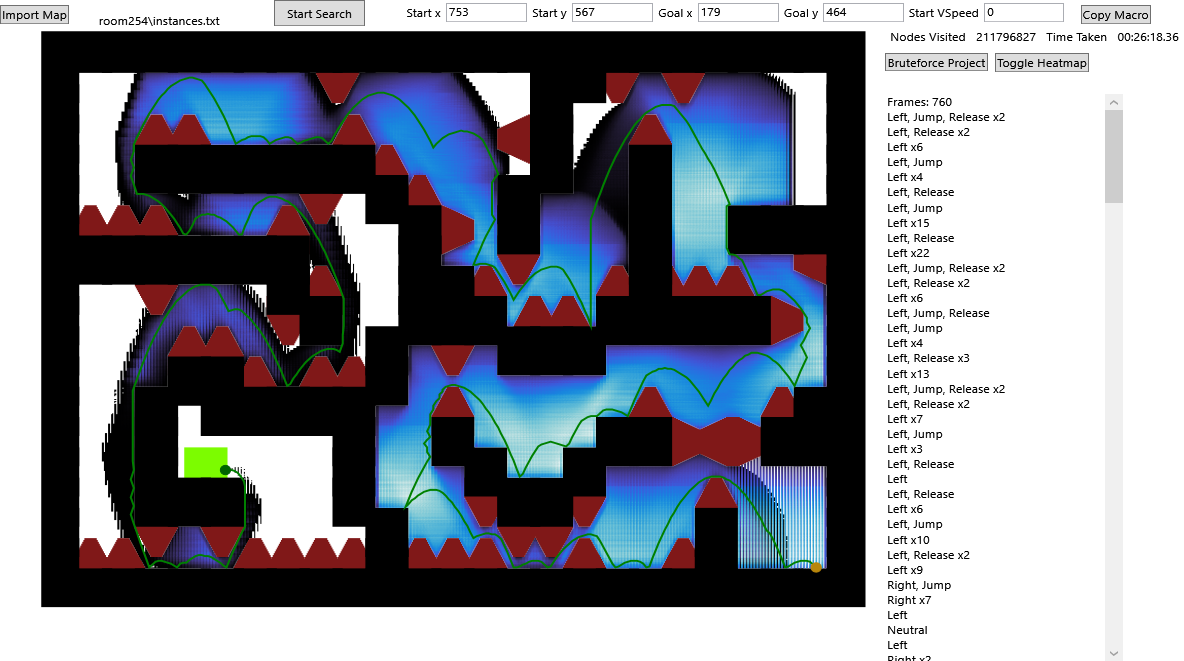 Import Map room254\instances.txt Start Search Start x 753 Start y 567 Goal x 179 Goal y 464 Start VSpeed 0 Copy Macro
Nodes Visited 211796827 Time Taken 00:26:18.36
Bruteforce Project Toggle Heatmap
Frames: 760
Left, Jump, Release x2
Left, Release x2
Left x6
Left, Jump
Left x4
Left, Release
Left, Jump
Left x15
Left, Release
Left x22
Left, Jump, Release x2
Left, Release x2
Left x6
Left, Jump, Release
Left, Jump
Left x4
Left, Release x3
Left x13
Left, Jump, Release x2
Left, Release x2
Left x7
Left, Jump
Left x3
Left, Release
Left
Left, Release
Left x6
Left, Jump
Left x10
Left, Release x2
Left x9
Right, Jump
Right x7
Left
Neutral
Left
Right x2